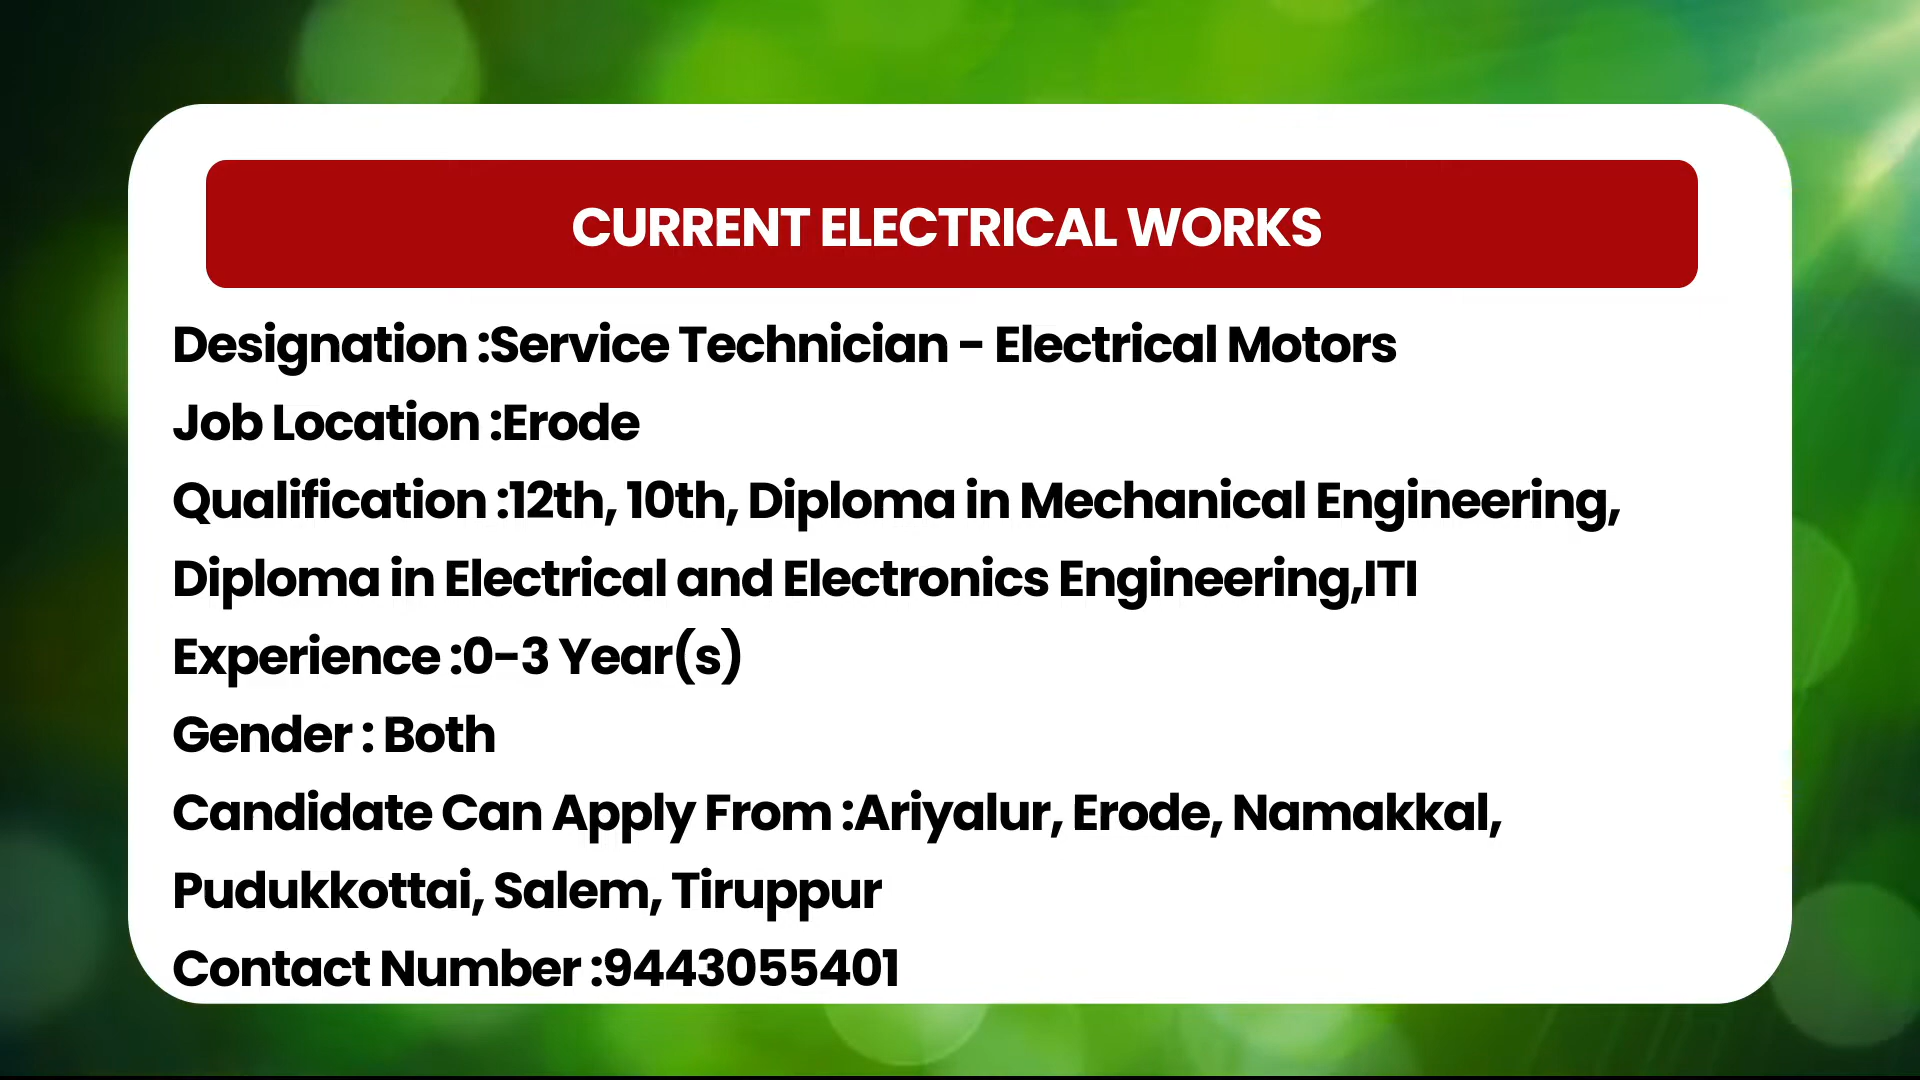 CURRENT ELECTRICAL WORKS
Designation :Service Technician - Electrical Motors
Job Location :Erode
Qualification :12th, 10th, Diploma in Mechanical Engineering,
Diploma in Electrical and Electronics Engineering,ITI
Experience :0-3 Year(s)
Gender : Both
Candidate Can Apply From :Ariyalur, Erode, Namakkal,
Pudukkottai, Salem, Tiruppur
Contact Number :9443055401